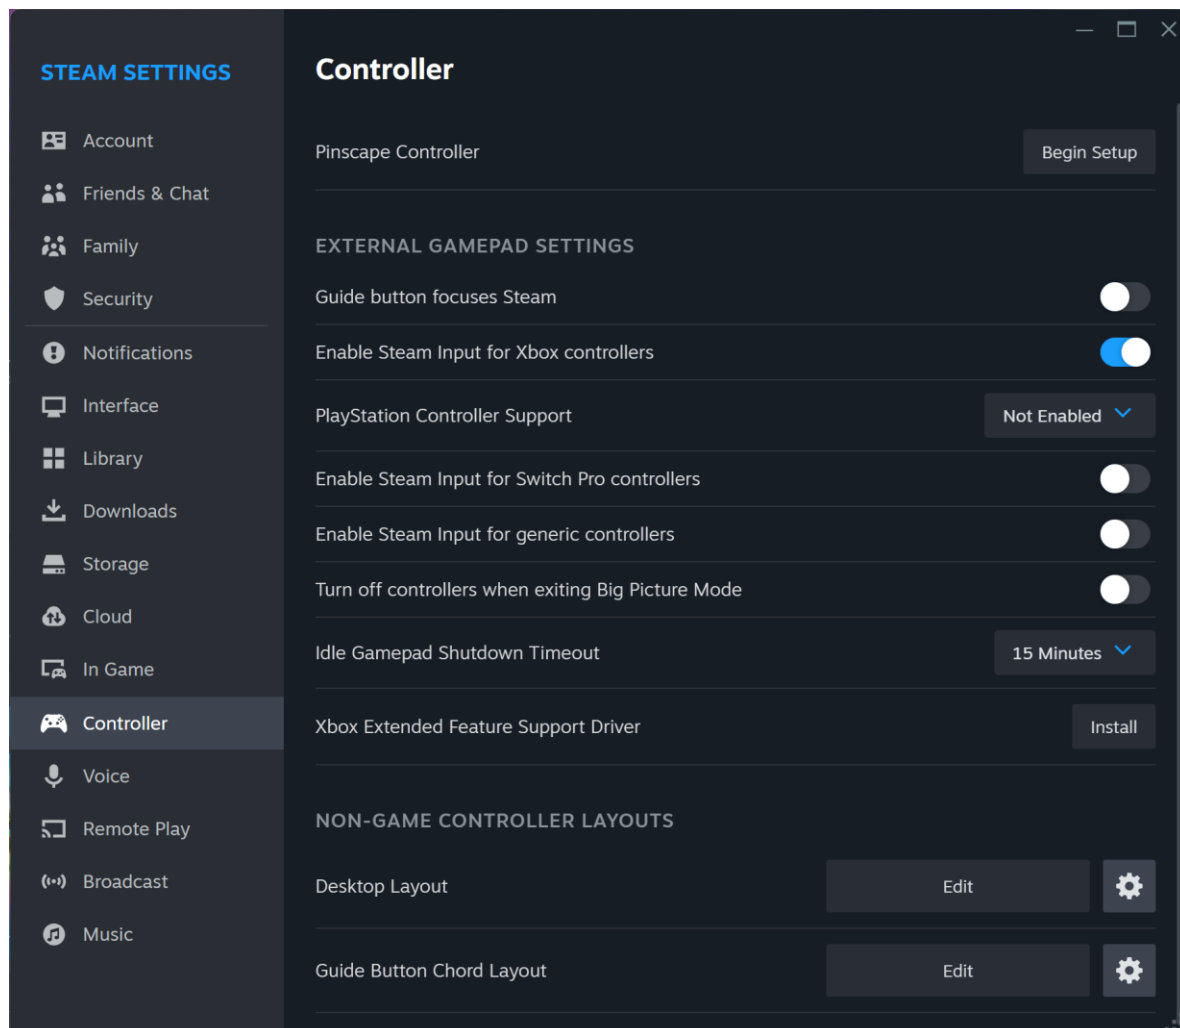 STEAM SETTINGS
Account
Friends & Chat
Family
Security
Notifications
Interface
Library
Downloads
Storage
Cloud
In Game
Controller
Voice
Remote Play
Broadcast
Music
Controller
Pinscape Controller
Begin Setup
EXTERNAL GAMEPAD SETTINGS
Guide button focuses Steam
Enable Steam Input for Xbox controllers
PlayStation Controller Support
Not Enabled
Enable Steam Input for Switch Pro controllers
Enable Steam Input for generic controllers
Turn off controllers when exiting Big Picture Mode
Idle Gamepad Shutdown Timeout
15 Minutes
Xbox Extended Feature Support Driver
Install
NON-GAME CONTROLLER LAYOUTS
Desktop Layout
Edit
Guide Button Chord Layout
Edit